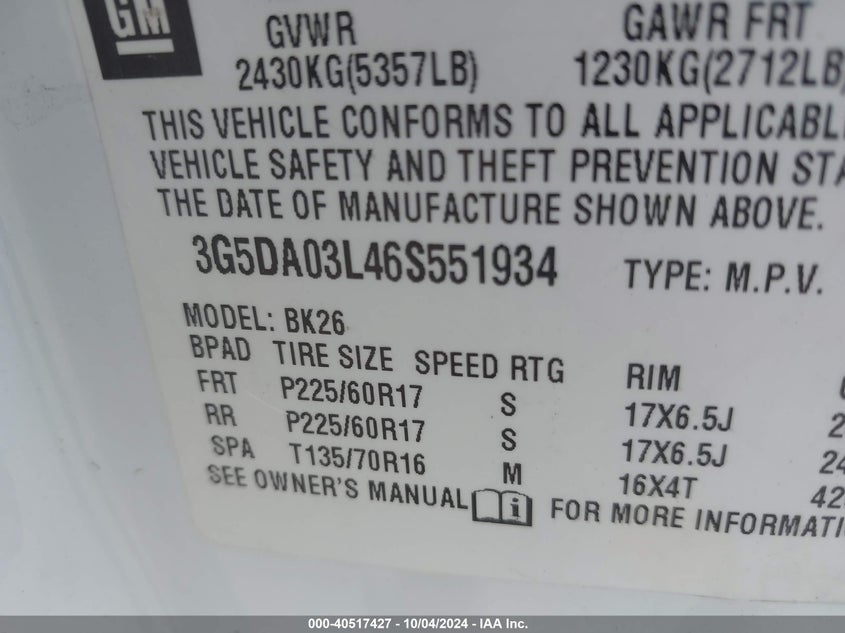 GM
GVWR
GAWR FRT
2430KG(5357LB)
1230KG(2712LB)
THIS VEHICLE CONFORMS TO ALL APPLICABL
VEHICLE SAFETY AND THEFT PREVENTION STA
THE DATE OF MANUFACTURE SHOWN ABOVE.
3G5DA03L46S551934 TYPE: M.P.V.
MODEL: BK26
BPAD TIRE SIZE SPEED RTG RIM
FRT P225/60R17 S 17X6.5J 2
RR P225/60R17 S 17X6.5J 24
SPA T135/70R16 M 16X4T 42
SEE OWNER'S MANUAL i FOR MORE INFORMATI
000-40517427 - 10/04/2024 - IAA Inc.